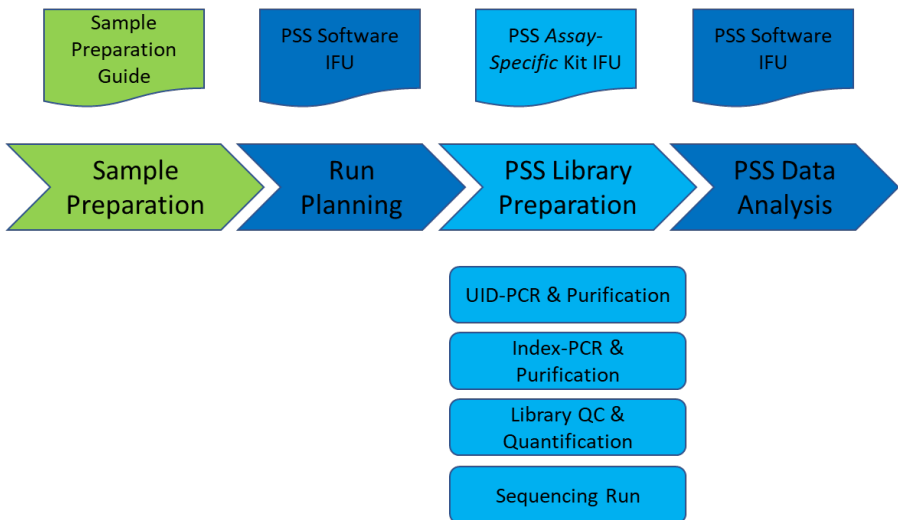 Sample
Preparation
Guide
PSS Software
IFU
PSS Assay-
Specific Kit IFU
PSS Software
IFU
Sample
Preparation
Run
Planning
PSS Library
Preparation
PSS Data
Analysis
UID-PCR & Purification
Index-PCR &
Purification
Library QC &
Quantification
Sequencing Run